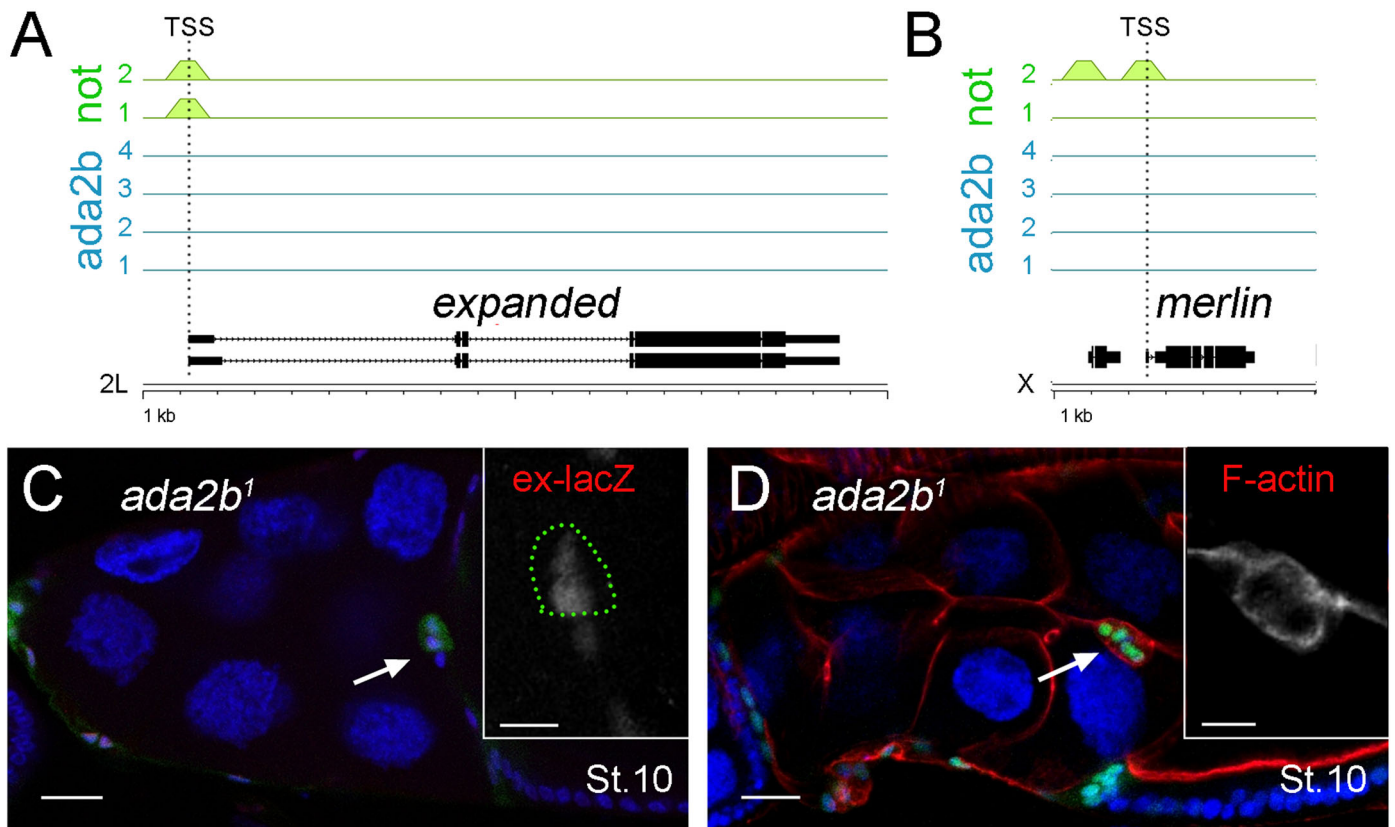 A
TSS
not
2
1
ada2b
4
3
2
1
expanded
2L
1 kb
B
TSS
not
2
1
ada2b
4
3
2
1
merlin
X
1 kb
C
ada2b¹
ex-lacZ
St.10
D
ada2b¹
F-actin
St.10